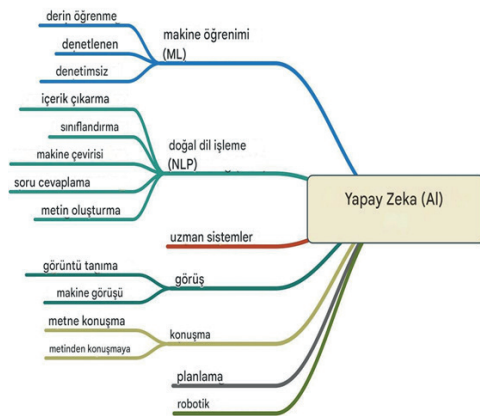 derin öğrenme
denetlenen
denetimsiz
makine öğrenimi
(ML)
içerik çıkarma
sınıflandırma
makine çevirisi
soru cevaplama
metin oluşturma
doğal dil işleme
(NLP)
Yapay Zeka (AI)
uzman sistemler
görüntü tanıma
makine görüşü
görüş
metne konuşma
metinden konuşmaya
konuşma
planlama
robotik